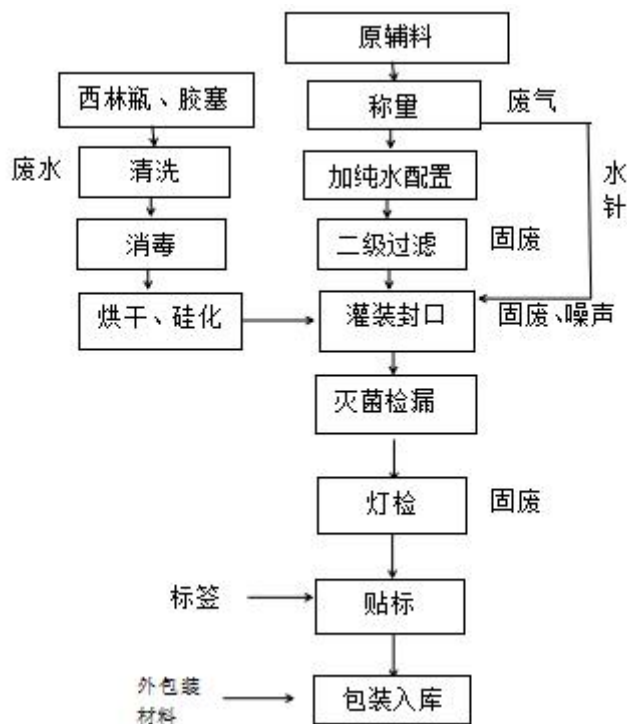 原辅料
西林瓶、胶塞
称量
废气
废水
清洗
加纯水配置
水针
消毒
二级过滤
固废
烘干、硅化
灌装封口
固废、噪声
灭菌检漏
灯检
固废
标签
贴标
外包装
材料
包装入库